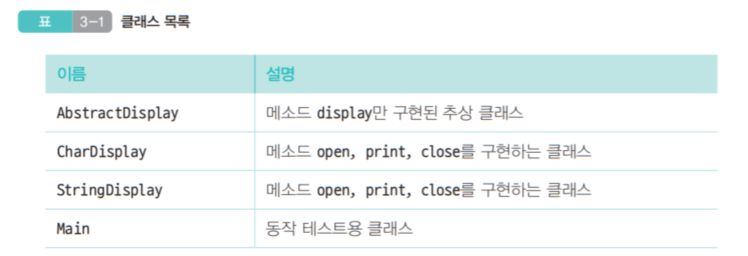 표 3-1 클래스 목록
이름 설명
AbstractDisplay 메소드 display만 구현된 추상 클래스
CharDisplay 메소드 open, print, close를 구현하는 클래스
StringDisplay 메소드 open, print, close를 구현하는 클래스
Main 동작 테스트용 클래스